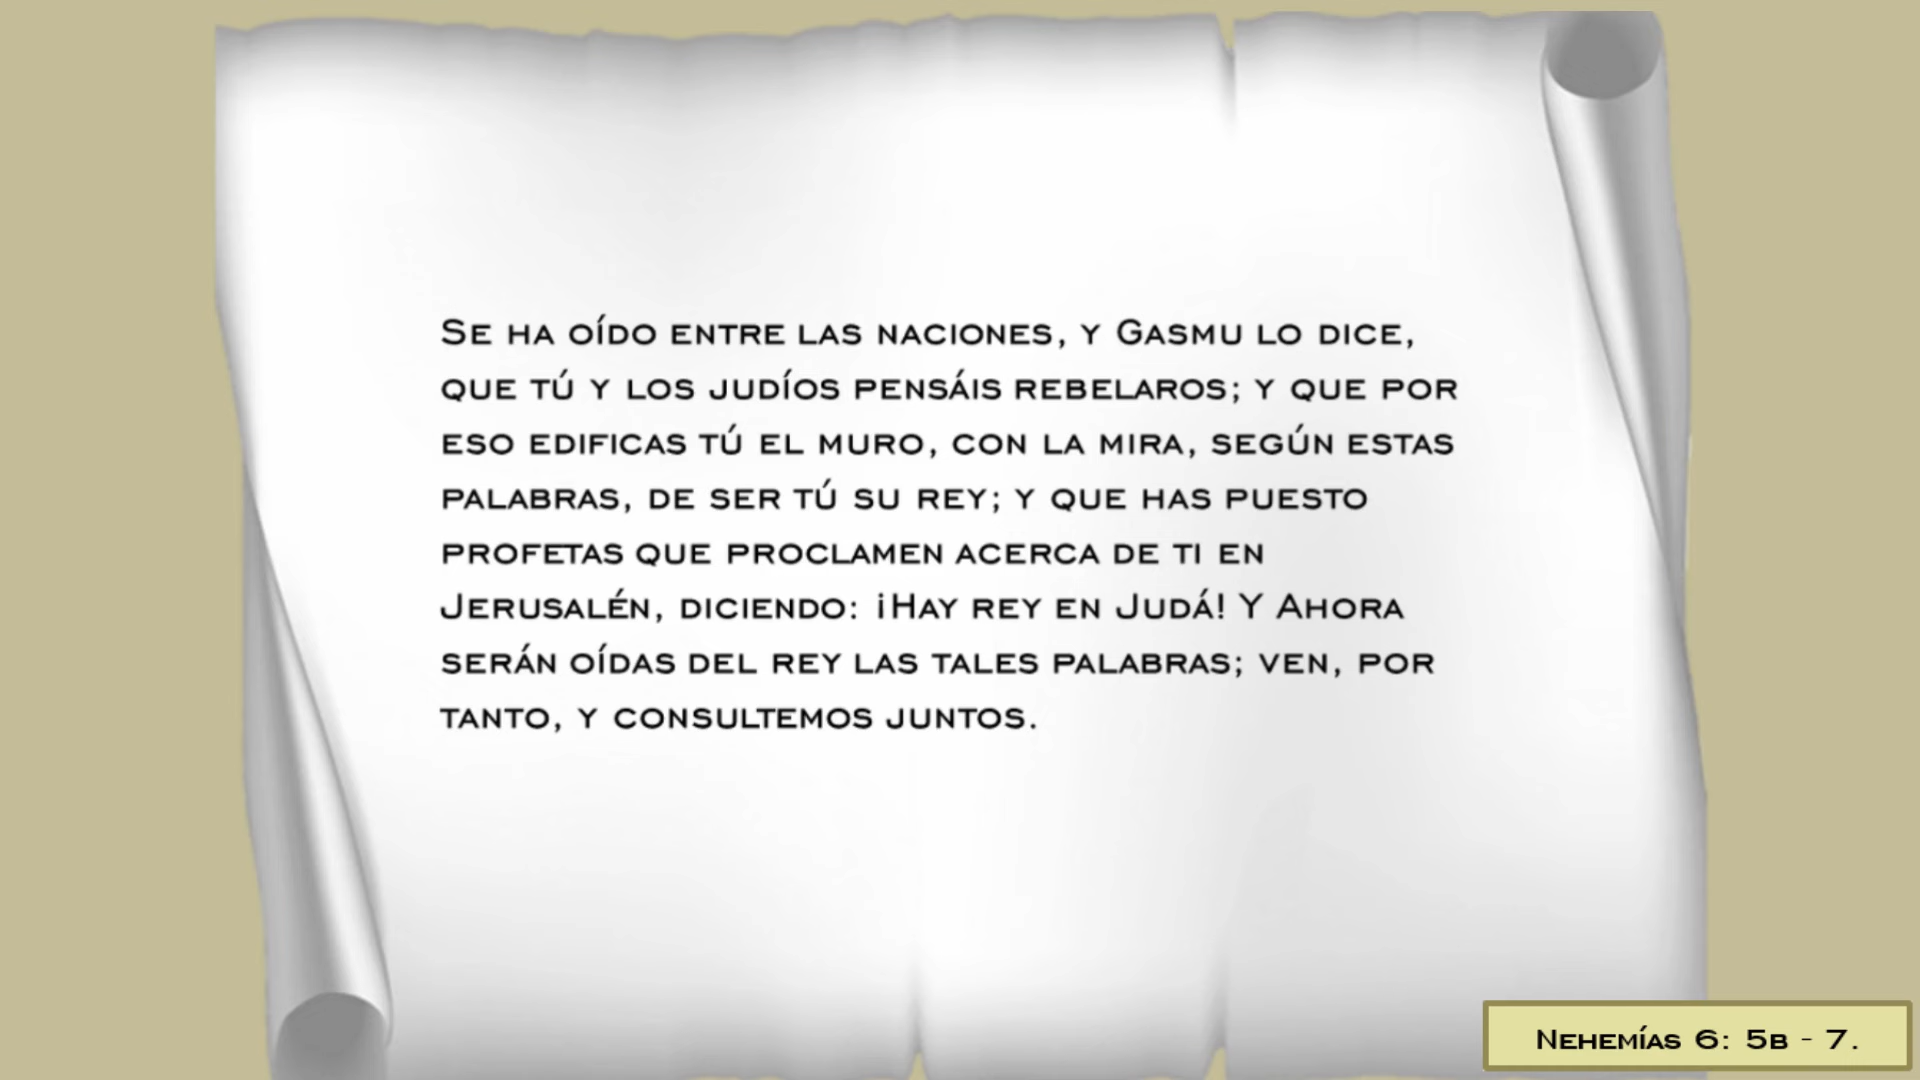 Se ha oído entre las naciones, y Gasmu lo dice,
que tú y los judíos pensáis rebelaros; y que por
eso edificas tú el muro, con la mira, según estas
palabras, de ser tú su rey; y que has puesto
profetas que proclamen acerca de ti en
Jerusalén, diciendo: ¡Hay rey en Judá! Y Ahora
serán oídas del rey las tales palabras; ven, por
tanto, y consultemos juntos.
Nehemías 6: 5b - 7.